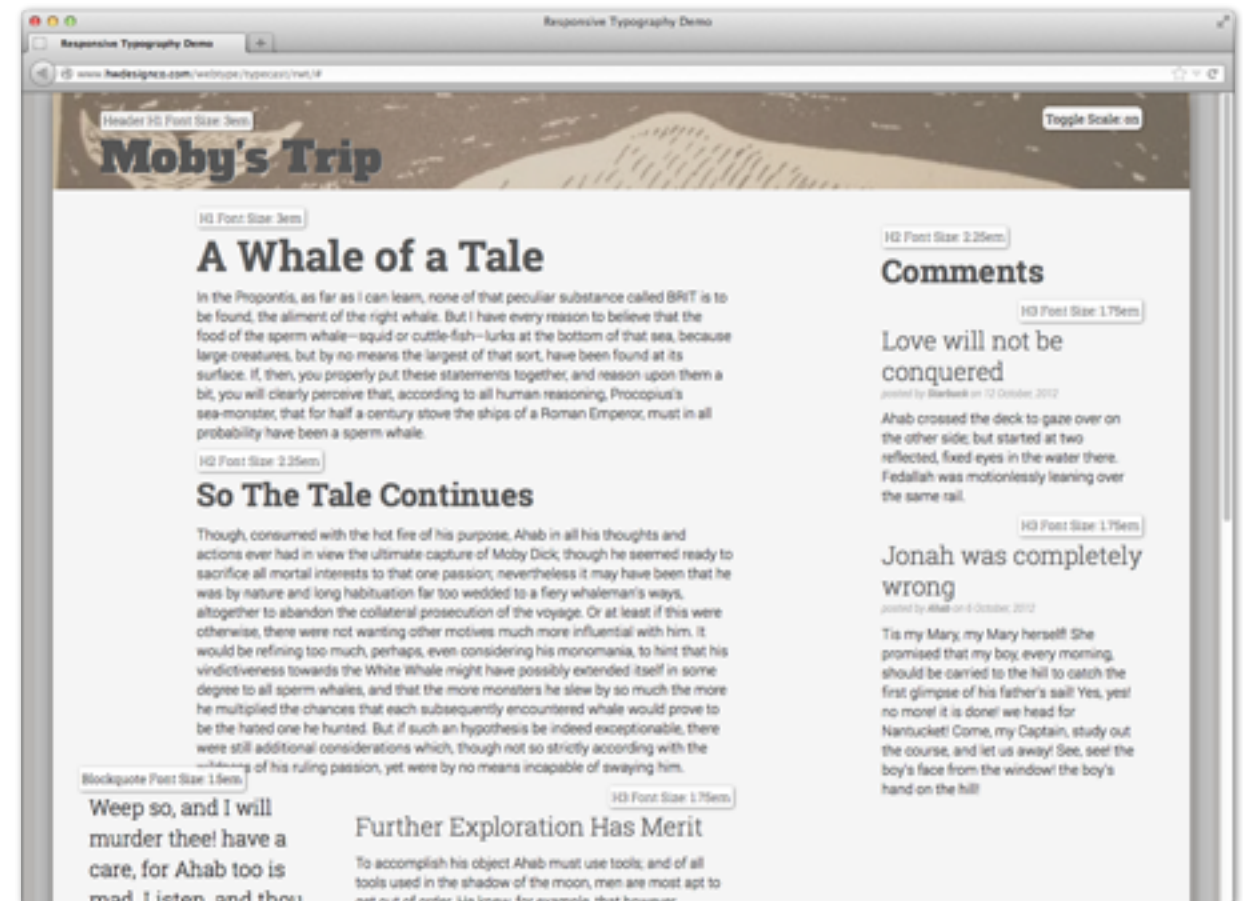 Responsive Typography Demo
Responsive Typography Demo
www.hwdesignco.com/webtype/typecast/rwt/#
Header H1 Font Size: 3em
Toggle Scale: on
Moby's Trip
H1 Font Size: 3em
A Whale of a Tale
In the Propontis, as far as I can learn, none of that peculiar substance called BRIT is to
be found, the aliment of the right whale. But I have every reason to believe that the
food of the sperm whale—squid or cuttle-fish—lurks at the bottom of that sea, because
large creatures, but by no means the largest of that sort, have been found at its
surface. If, then, you properly put these statements together, and reason upon them a
bit, you will clearly perceive that, according to all human reasoning, Procopius's
sea-monster, that for half a century stove the ships of a Roman Emperor, must in all
probability have been a sperm whale.
H2 Font Size: 2.25em
So The Tale Continues
Though, consumed with the hot fire of his purpose, Ahab in all his thoughts and
actions ever had in view the ultimate capture of Moby Dick; though he seemed ready to
sacrifice all mortal interests to that one passion; nevertheless it may have been that he
was by nature and long habituation far too wedded to a fiery whaleman's ways,
altogether to abandon the collateral prosecution of the voyage. Or at least if this were
otherwise, there were not wanting other motives much more influential with him. It
would be refining too much, perhaps, even considering his monomania, to hint that his
vindictiveness towards the White Whale might have possibly extended itself in some
degree to all sperm whales, and that the more monsters he slew by so much the more
he multiplied the chances that each subsequently encountered whale would prove to
be the hated one he hunted. But if such an hypothesis be indeed exceptionable, there
were still additional considerations which, though not so strictly according with the
of his ruling passion, yet were by no means incapable of swaying him.
Blockquote Font Size: 1.5em
Weep so, and I will
murder thee! have a
care, for Ahab too is
mad. Listen, and thou
H3 Font Size: 1.75em
Further Exploration Has Merit
To accomplish his object Ahab must use tools; and of all
tools used in the shadow of the moon, men are most apt to
get out of order. He knew, for example, that however
H2 Font Size: 2.25em
Comments
H3 Font Size: 1.75em
Love will not be
conquered
posted by Starbuck on 12 October, 2012
Ahab crossed the deck to gaze over on
the other side; but started at two
reflected, fixed eyes in the water there.
Fedallah was motionlessly leaning over
the same rail.
H3 Font Size: 1.75em
Jonah was completely
wrong
posted by Ahab on 6 October, 2012
Tis my Mary, my Mary herself! She
promised that my boy, every morning,
should be carried to the hill to catch the
first glimpse of his father's sail! Yes, yes!
no more! it is done! we head for
Nantucket! Come, my Captain, study out
the course, and let us away! See, see! the
boy's face from the window! the boy's
hand on the hill!